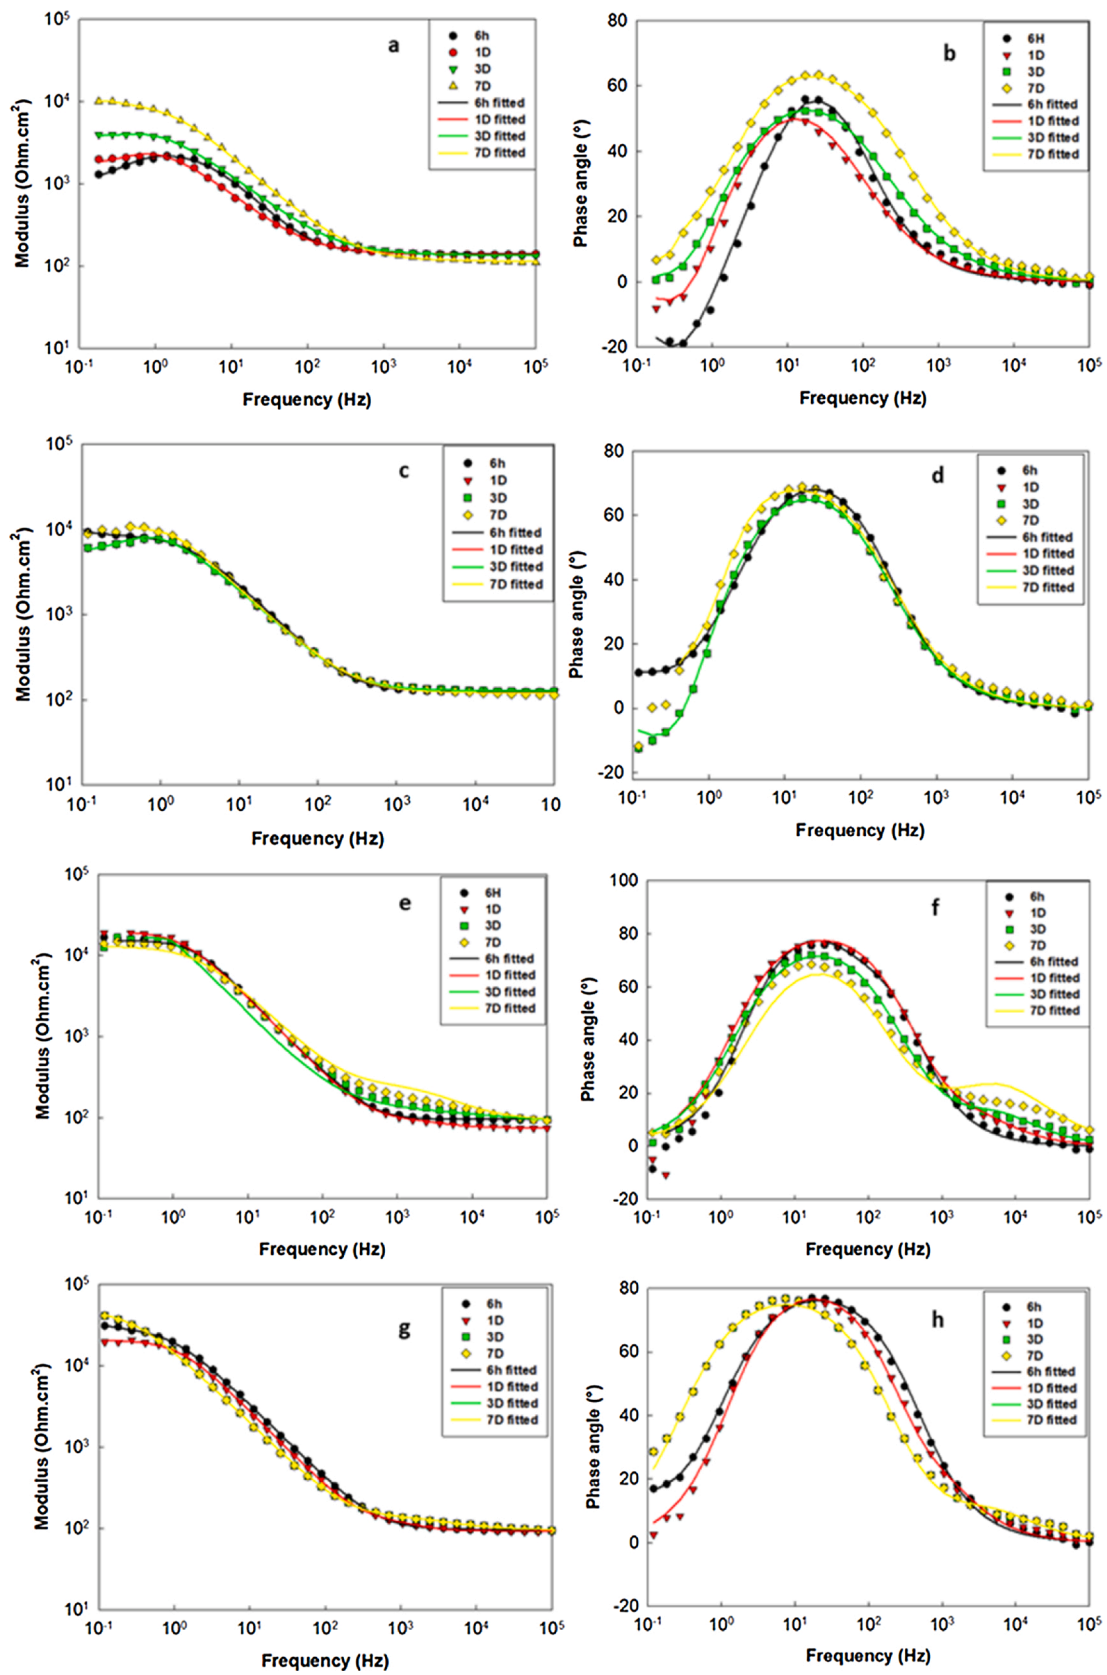 a
Modulus (Ohm.cm²)
10⁵
10⁴
10³
10²
10¹
6h
1D
3D
7D
6h fitted
1D fitted
3D fitted
7D fitted
10⁻¹ 10⁰ 10¹ 10² 10³ 10⁴ 10⁵
Frequency (Hz)
b
Phase angle (°)
80
60
40
20
0
-20
6H
1D
3D
7D
6h fitted
1D fitted
3D fitted
7D fitted
10⁻¹ 10⁰ 10¹ 10² 10³ 10⁴ 10⁵
Frequency (Hz)
c
Modulus (Ohm.cm²)
10⁵
10⁴
10³
10²
10¹
6h
1D
3D
7D
6h fitted
1D fitted
3D fitted
7D fitted
10⁻¹ 10⁰ 10¹ 10² 10³ 10⁴ 10
Frequency (Hz)
d
Phase angle (°)
80
60
40
20
0
-20
6h
1D
3D
7D
6h fitted
1D fitted
3D fitted
7D fitted
10⁻¹ 10⁰ 10¹ 10² 10³ 10⁴ 10⁵
Frequency (Hz)
e
Modulus (Ohm.cm²)
10⁵
10⁴
10³
10²
10¹
6H
1D
3D
7D
6h fitted
1D fitted
3D fitted
7D fitted
10⁻¹ 10⁰ 10¹ 10² 10³ 10⁴ 10⁵
Frequency (Hz)
f
Phase angle (°)
100
80
60
40
20
0
-20
6h
1D
3D
7D
6h fitted
1D fitted
3D fitted
7D fitted
10⁻¹ 10⁰ 10¹ 10² 10³ 10⁴ 10⁵
Frequency (Hz)
g
Modulus (Ohm.cm²)
10⁵
10⁴
10³
10²
10¹
6h
1D
3D
7D
6h fitted
1D fitted
3D fitted
7D fitted
10⁻¹ 10⁰ 10¹ 10² 10³ 10⁴ 10⁵
Frequency (Hz)
h
Phase angle (°)
80
60
40
20
0
-20
6h
1D
3D
7D
6h fitted
1D fitted
3D fitted
7D fitted
10⁻¹ 10⁰ 10¹ 10² 10³ 10⁴ 10⁵
Frequency (Hz)